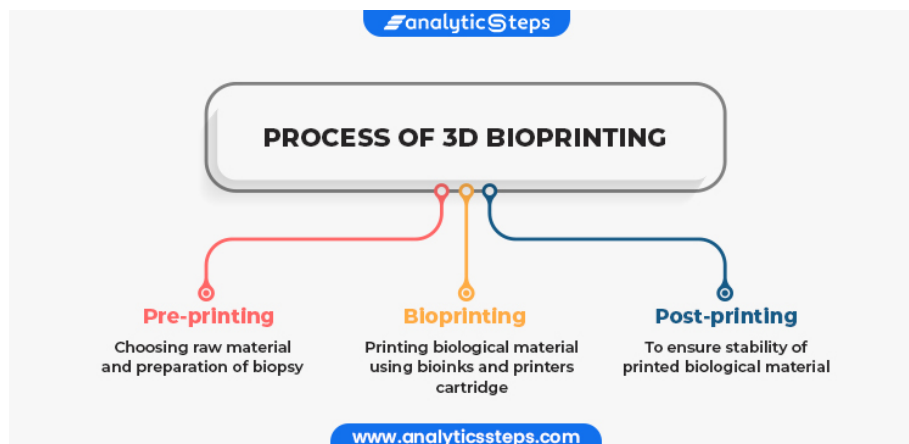 analyticSteps
PROCESS OF 3D BIOPRINTING
Pre-printing
Choosing raw material
and preparation of biopsy
Bioprinting
Printing biological material
using bioinks and printers
cartridge
Post-printing
To ensure stability of
printed biological material
www.analyticssteps.com